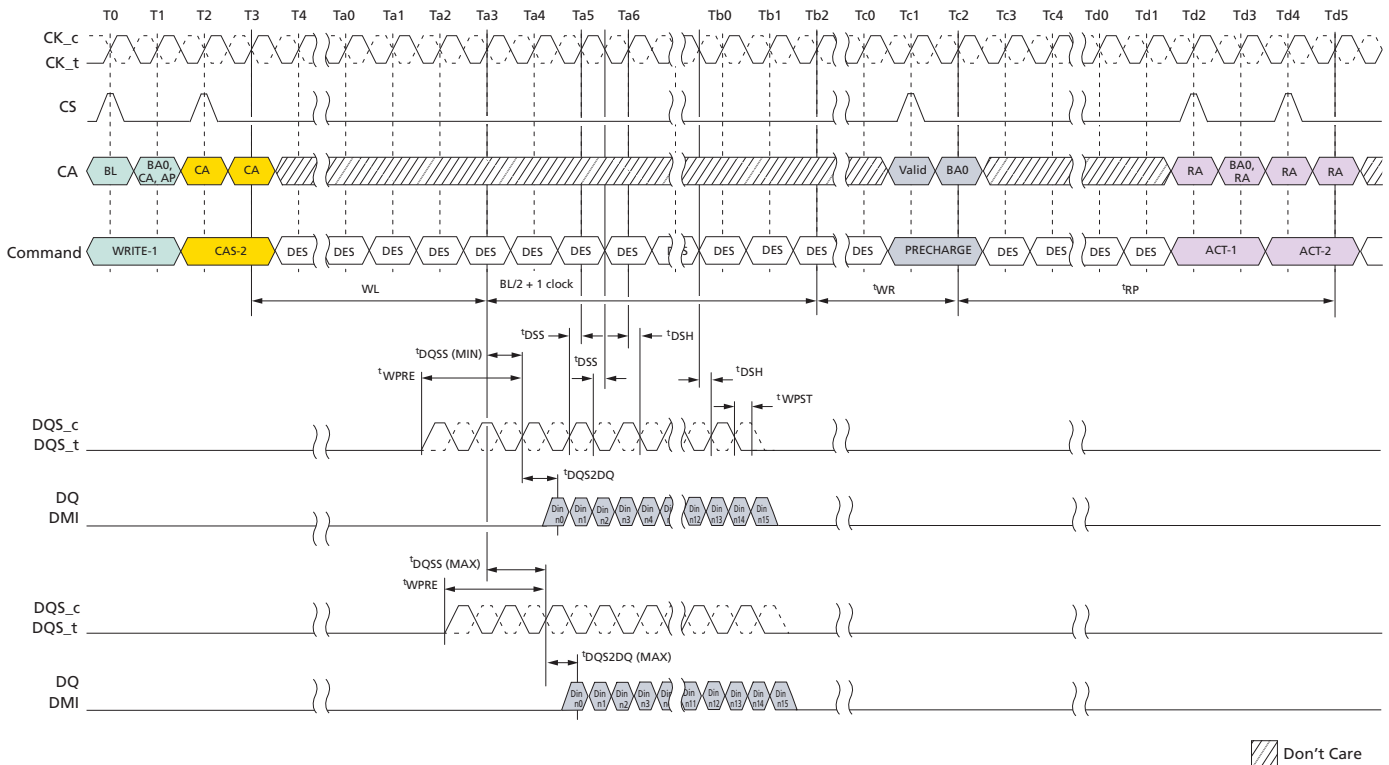 T0 T1 T2 T3 T4 Ta0 Ta1 Ta2 Ta3 Ta4 Ta5 Ta6 Tb0 Tb1 Tb2 Tc0 Tc1 Tc2 Tc3 Tc4 Td0 Td1 Td2 Td3 Td4 Td5
CK_c
CK_t
CS
CA BL BA0, CA, AP CA CA Valid BA0 RA BA0, RA RA RA
Command WRITE-1 CAS-2 DES DES DES DES DES DES DES DES DES DES DES DES PRECHARGE DES DES DES DES ACT-1 ACT-2
WL BL/2 + 1 clock tWR tRP
tDSS tDSH
tDQSS (MIN) tDSS
tWPRE tDSH
tWPST
DQS_c
DQS_t
tDQS2DQ
DQ
DMI
Din n0 Din n1 Din n2 Din n3 Din n4 Din n12 Din n13 Din n14 Din n15
tDQSS (MAX)
tWPRE
DQS_c
DQS_t
tDQS2DQ (MAX)
DQ
DMI
Din n0 Din n1 Din n2 Din n3 Din n11 Din n12 Din n13 Din n14 Din n15
Don't Care